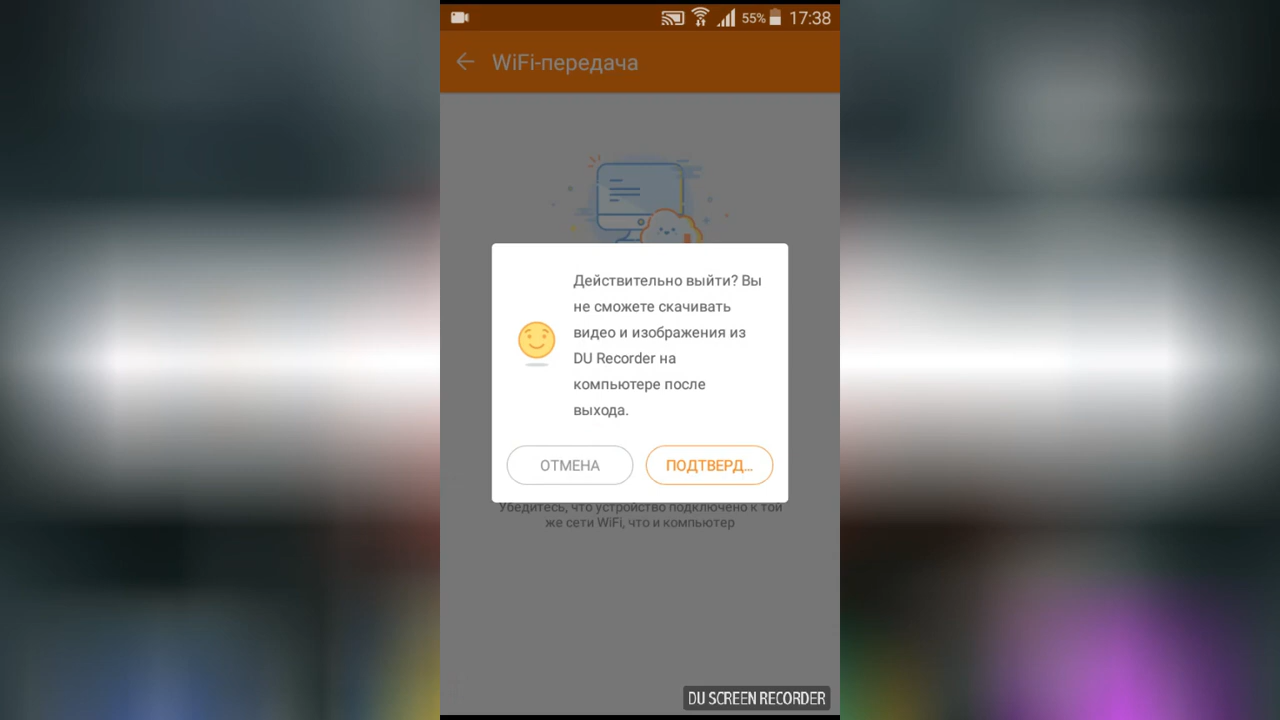 55% 17:38
WiFi-передача
Действительно выйти? Вы
не сможете скачивать
видео и изображения из
DU Recorder на
компьютере после
выхода.
ОТМЕНА ПОДТВЕРД...
Убедитесь, что устройство подключено к той
же сети WiFi, что и компьютер
DU SCREEN RECORDER